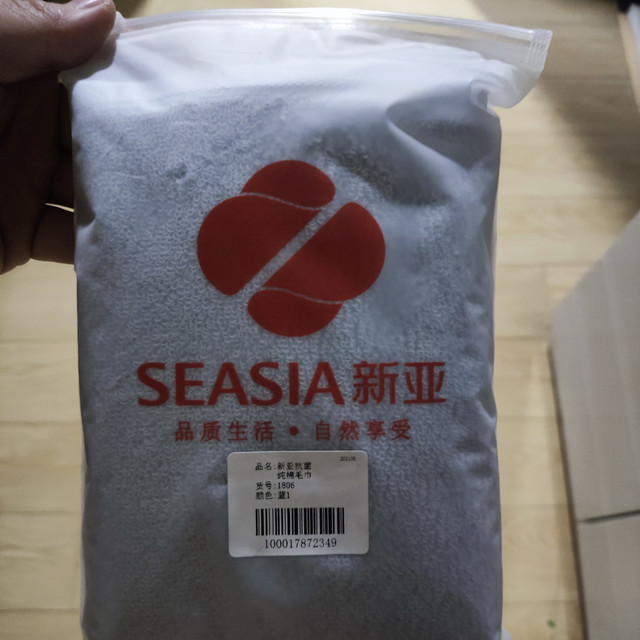 SEASIA 新亚
品质生活 • 自然享受
品名:新亚抗菌
纯棉毛巾
货号:1806
颜色:蓝1
100017872349